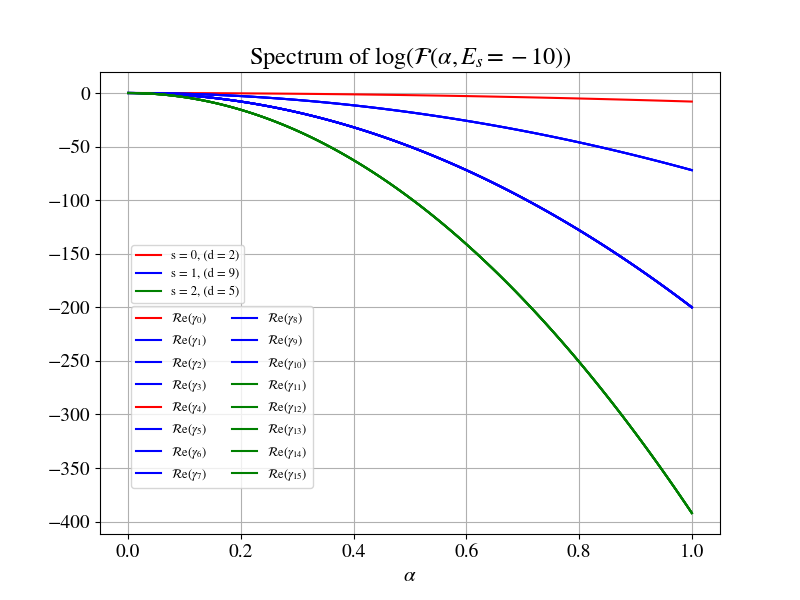 Spectrum of log(ℱ(α, E_s = −10))
0
−50
−100
−150
−200
−250
−300
−350
−400
s = 0, (d = 2)
s = 1, (d = 9)
s = 2, (d = 5)
ℛe(γ₀) ℛe(γ₈)
ℛe(γ₁) ℛe(γ₉)
ℛe(γ₂) ℛe(γ₁₀)
ℛe(γ₃) ℛe(γ₁₁)
ℛe(γ₄) ℛe(γ₁₂)
ℛe(γ₅) ℛe(γ₁₃)
ℛe(γ₆) ℛe(γ₁₄)
ℛe(γ₇) ℛe(γ₁₅)
0.0 0.2 0.4 0.6 0.8 1.0
α